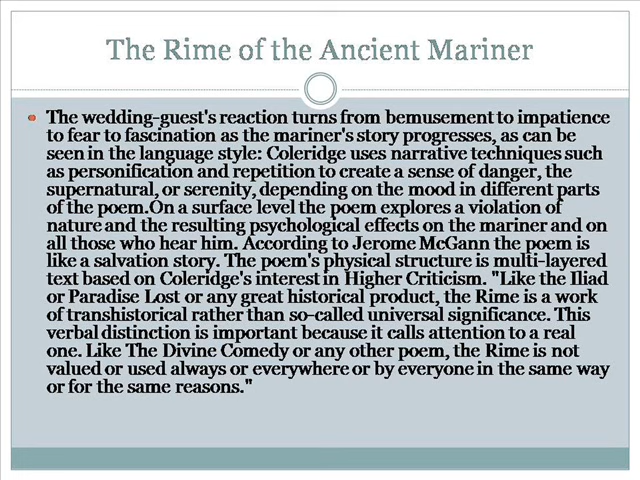 The Rime of the Ancient Mariner
The wedding-guest's reaction turns from bemusement to impatience
to fear to fascination as the mariner's story progresses, as can be
seen in the language style: Coleridge uses narrative techniques such
as personification and repetition to create a sense of danger, the
supernatural, or serenity, depending on the mood in different parts
of the poem.On a surface level the poem explores a violation of
nature and the resulting psychological effects on the mariner and on
all those who hear him. According to Jerome McGann the poem is
like a salvation story. The poem's physical structure is multi-layered
text based on Coleridge's interest in Higher Criticism. "Like the Iliad
or Paradise Lost or any great historical product, the Rime is a work
of transhistorical rather than so-called universal significance. This
verbal distinction is important because it calls attention to a real
one. Like The Divine Comedy or any other poem, the Rime is not
valued or used always or everywhere or by everyone in the same way
or for the same reasons."